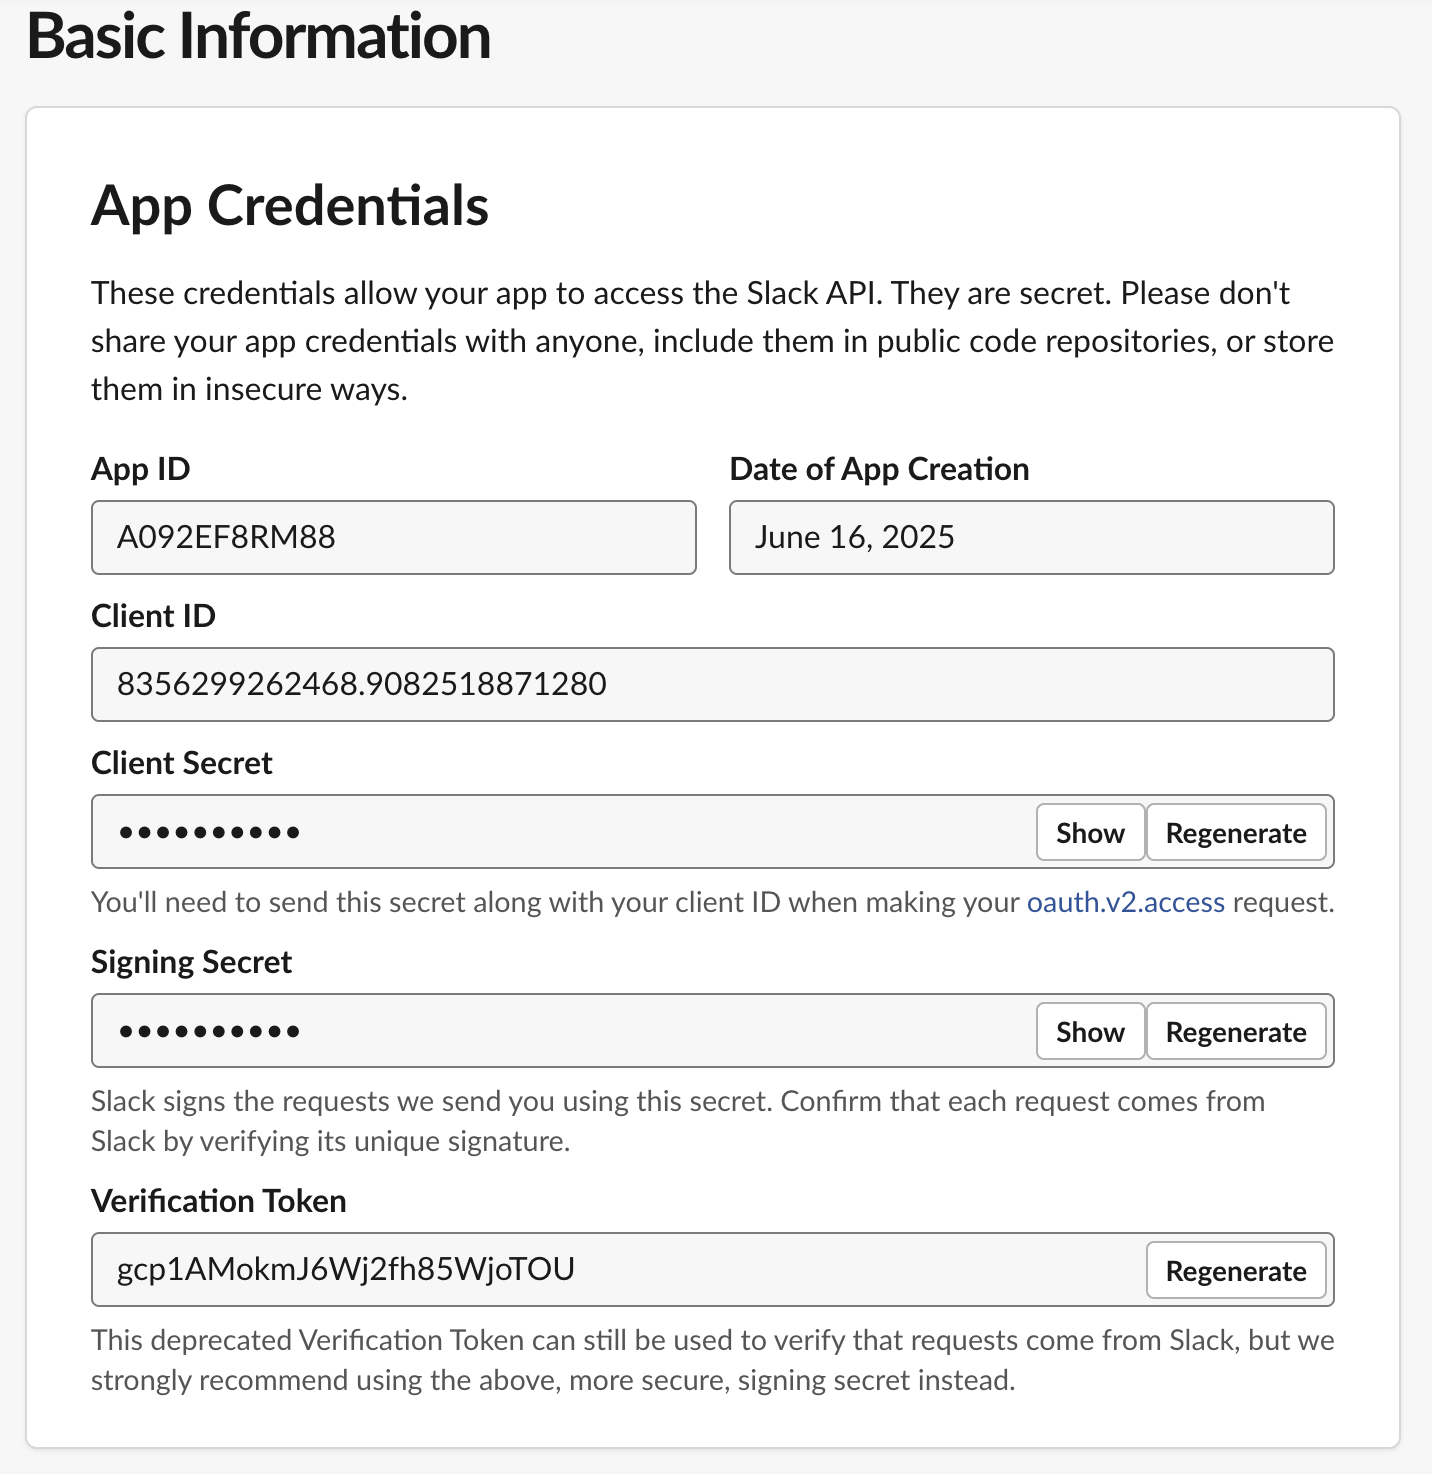 Basic Information
App Credentials
These credentials allow your app to access the Slack API. They are secret. Please don't
share your app credentials with anyone, include them in public code repositories, or store
them in insecure ways.
App ID
Date of App Creation
A092EF8RM88
June 16, 2025
Client ID
8356299262468.9082518871280
Client Secret
••••••••••
Show
Regenerate
You'll need to send this secret along with your client ID when making your oauth.v2.access request.
Signing Secret
••••••••••
Show
Regenerate
Slack signs the requests we send you using this secret. Confirm that each request comes from
Slack by verifying its unique signature.
Verification Token
gcp1AMokmJ6Wj2fh85WjoTOU
Regenerate
This deprecated Verification Token can still be used to verify that requests come from Slack, but we
strongly recommend using the above, more secure, signing secret instead.